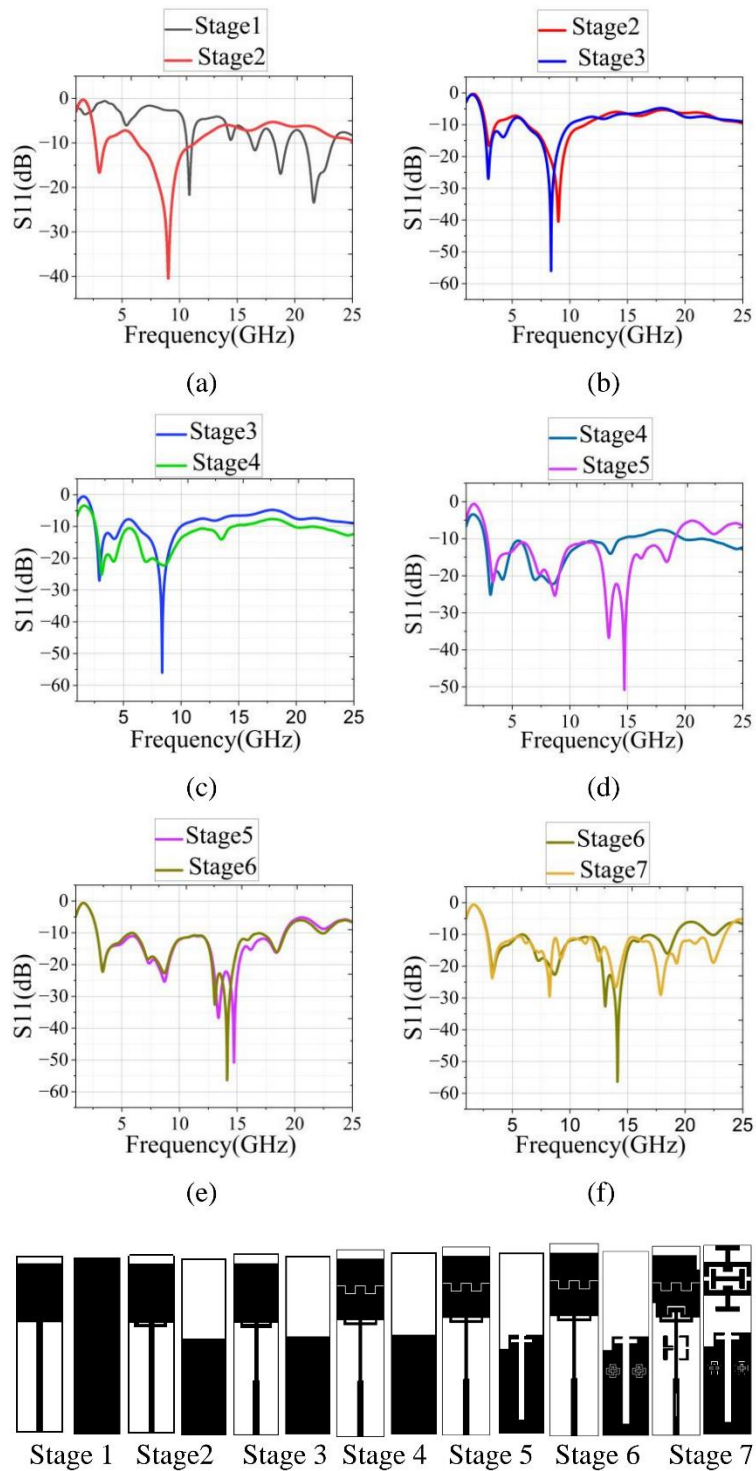 Stage1
Stage2
0
−10
−20
−30
−40
S11(dB)
5 10 15 20 25
Frequency(GHz)
(a)
Stage2
Stage3
0
−10
−20
−30
−40
−50
−60
S11(dB)
5 10 15 20 25
Frequency(GHz)
(b)
Stage3
Stage4
0
−10
−20
−30
−40
−50
−60
S11(dB)
5 10 15 20 25
Frequency(GHz)
(c)
Stage4
Stage5
0
−10
−20
−30
−40
−50
S11(dB)
5 10 15 20 25
Frequency(GHz)
(d)
Stage5
Stage6
0
−10
−20
−30
−40
−50
−60
S11(dB)
5 10 15 20 25
Frequency(GHz)
(e)
Stage6
Stage7
0
−10
−20
−30
−40
−50
−60
S11(dB)
5 10 15 20 25
Frequency(GHz)
(f)
Stage 1 Stage2 Stage 3 Stage 4 Stage 5 Stage 6 Stage 7